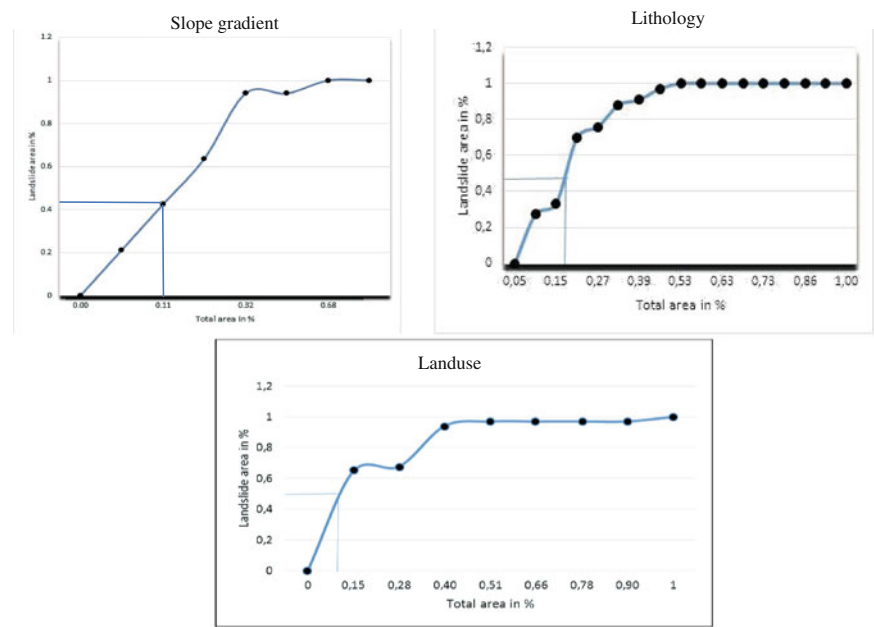 Slope gradient
1.2
1
0.8
0.6
0.4
0.2
0
Landslide area in %
0.00 0.11 0.32 0.68
Total area in %
Lithology
1,2
1
0,8
0,6
0,4
0,2
0
Landslide area in %
0,05 0,15 0,27 0,39 0,53 0,63 0,73 0,86 1,00
Total area in %
Landuse
1,2
1
0,8
0,6
0,4
0,2
0
Landslide area in %
0 0,15 0,28 0,40 0,51 0,66 0,78 0,90 1
Total area in %